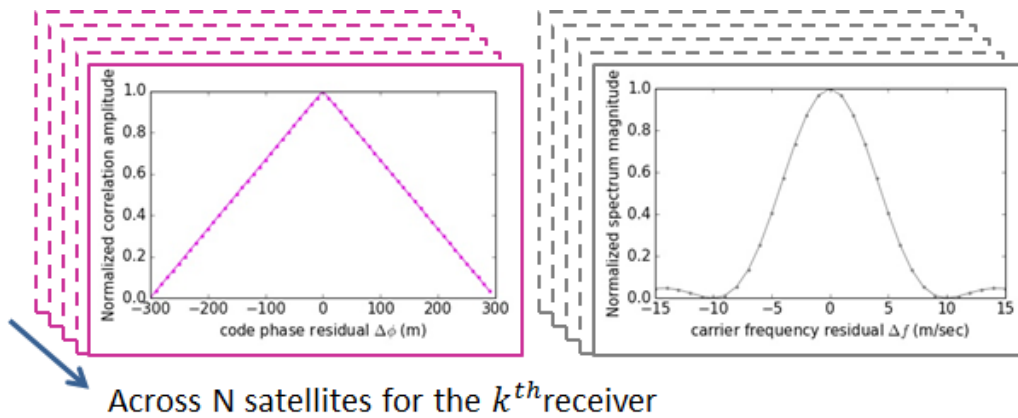 Normalized correlation amplitude
1.0
0.8
0.6
0.4
0.2
0.0
−300 −200 −100 0 100 200 300
code phase residual Δϕ (m)
Normalized spectrum magnitude
1.0
0.8
0.6
0.4
0.2
0.0
−15 −10 −5 0 5 10 15
carrier frequency residual Δf (m/sec)
Across N satellites for the kᵗʰ receiver